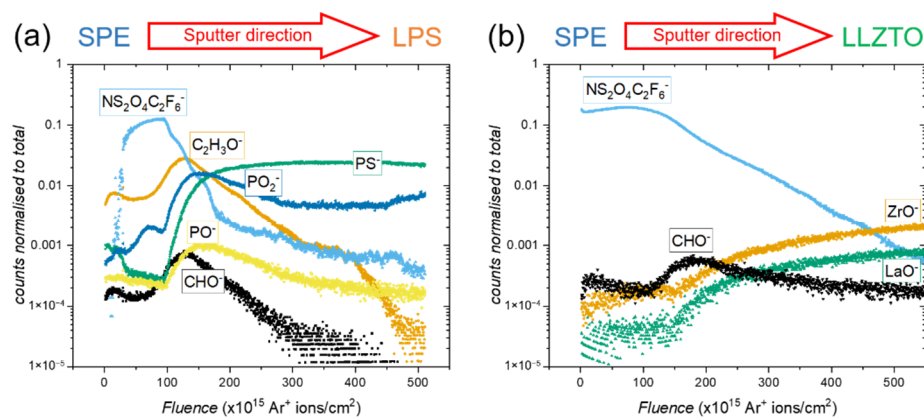 (a) SPE Sputter direction LPS
counts normalised to total
1
0.1
0.01
0.001
1×10⁻⁴
1×10⁻⁵
NS₂O₄C₂F₆⁻
C₂H₃O⁻
PS⁻
PO₂⁻
PO⁻
CHO⁻
0 100 200 300 400 500
Fluence (x10¹⁵ Ar⁺ ions/cm²)
(b) SPE Sputter direction LLZTO
counts normalised to total
1
0.1
0.01
0.001
1×10⁻⁴
1×10⁻⁵
NS₂O₄C₂F₆⁻
ZrO⁻
CHO⁻
LaO⁻
0 100 200 300 400 500
Fluence (x10¹⁵ Ar⁺ ions/cm²)